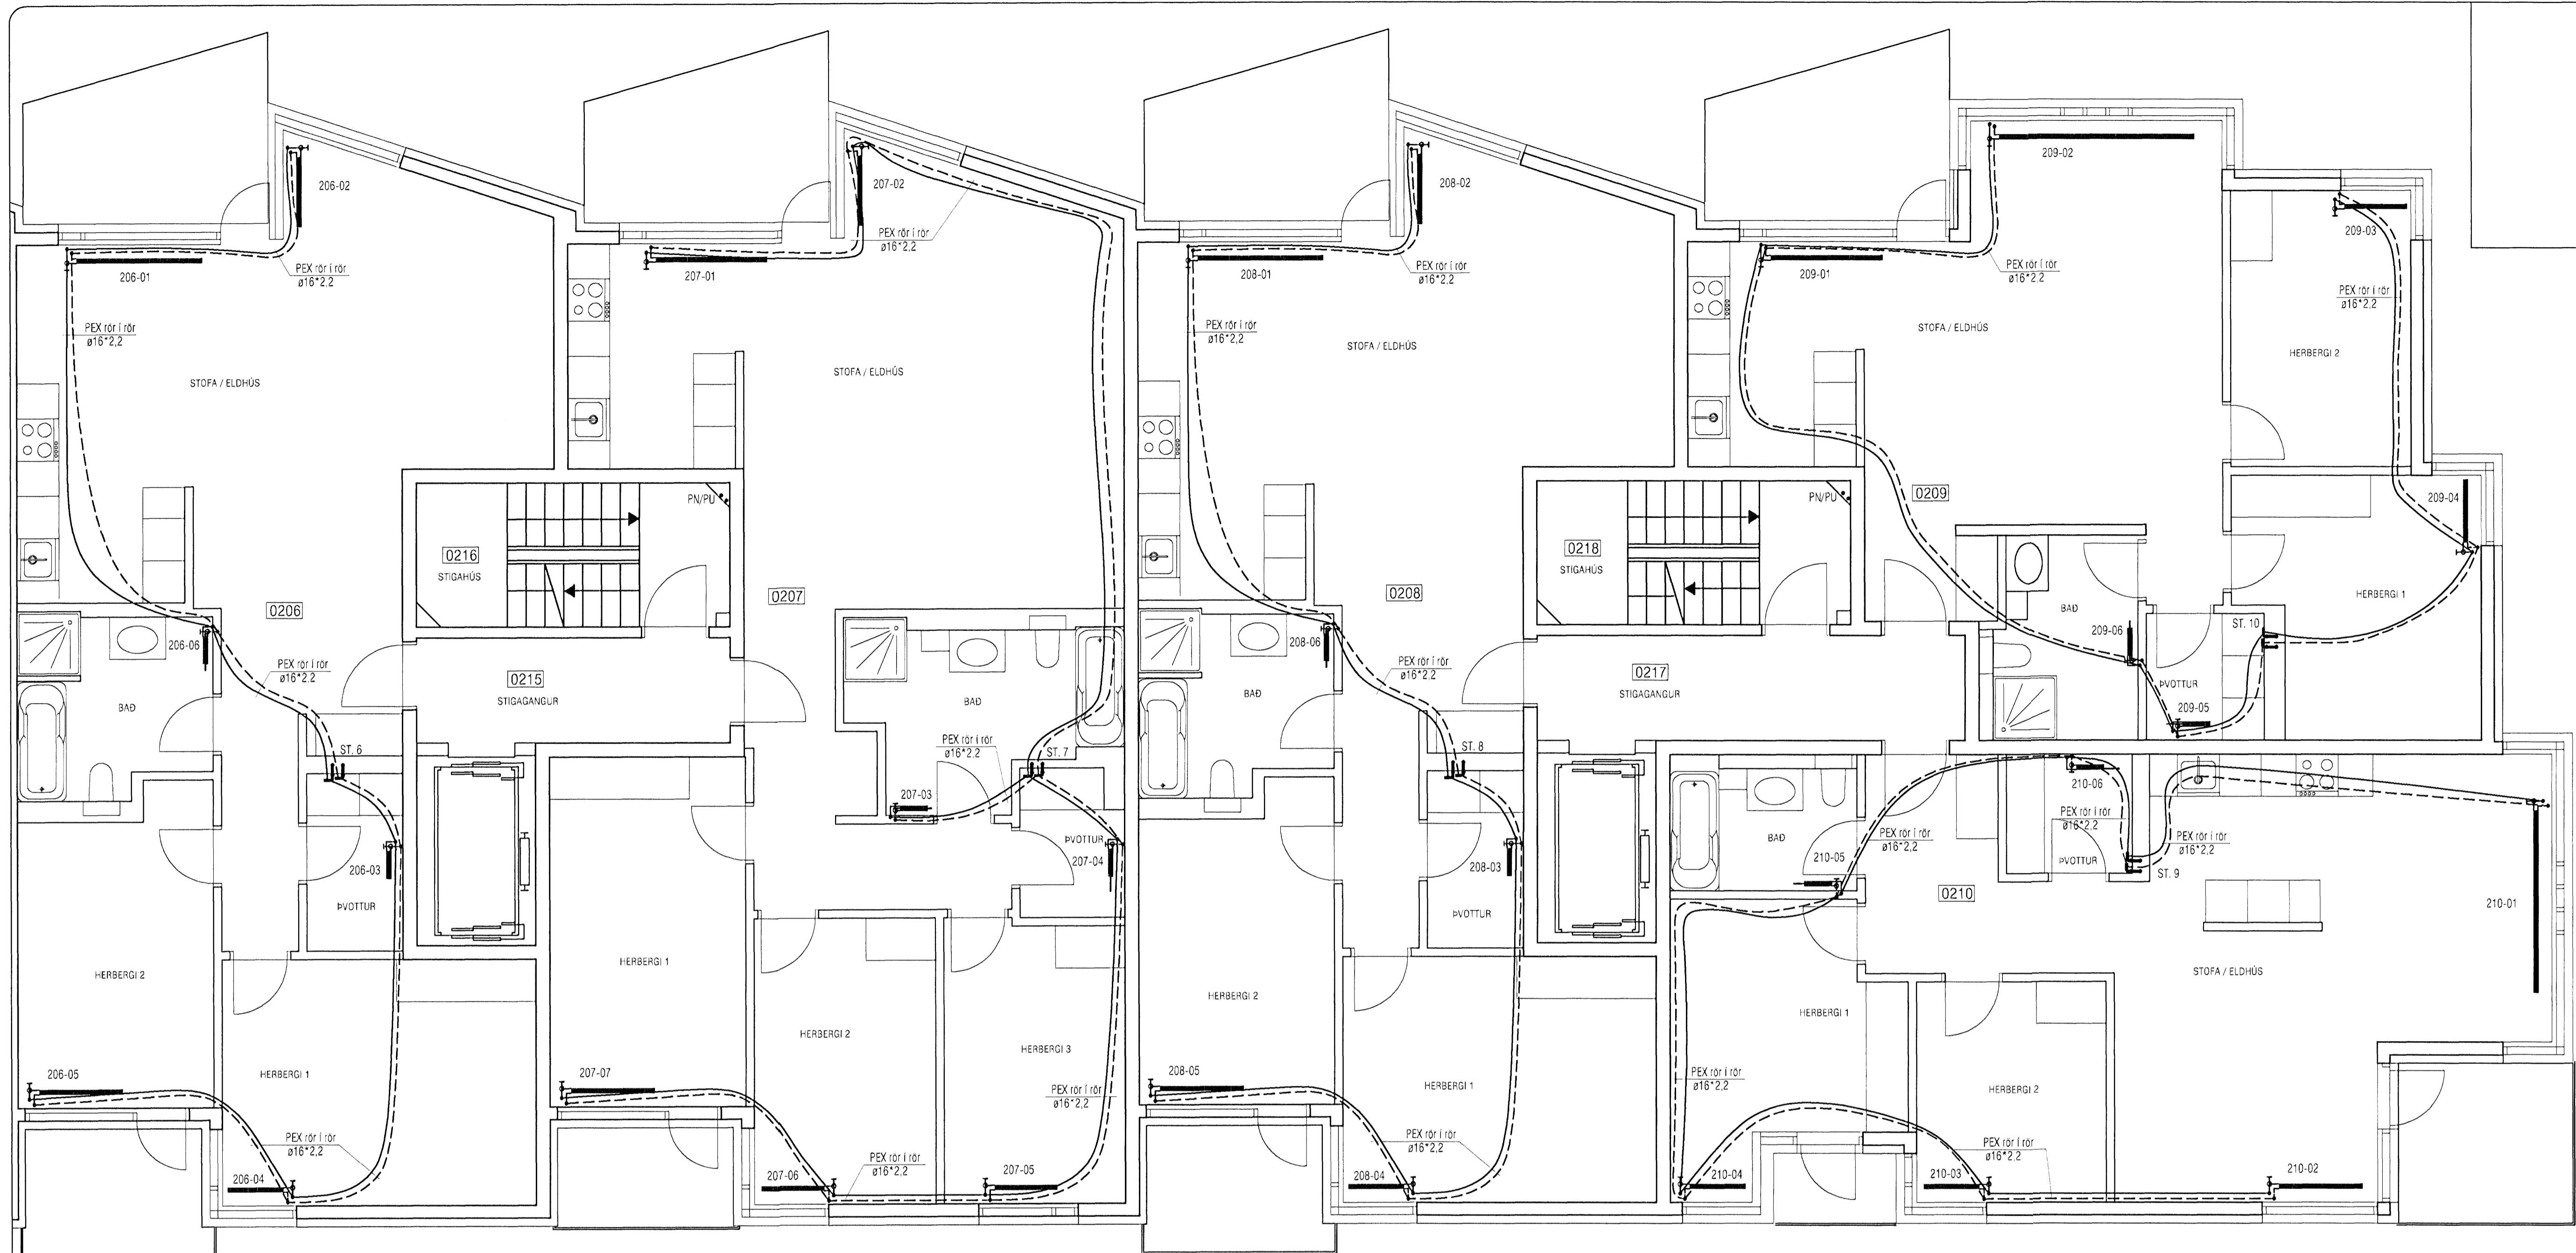 206-02
206-01
PEX rör í rör
ø16*2,2
PEX rör í rör
ø16*2,2
STOFA / ELDHÚS
0206
206-06
PEX rör í rör
ø16*2,2
BAÐ
ST. 6
206-03
ÞVOTTUR
HERBERGI 2
HERBERGI 1
206-05
PEX rör í rör
ø16*2,2
206-04
0216
STIGAHÚS
PN/PU
0215
STIGAGANGUR
207-02
PEX rör í rör
ø16*2,2
207-01
STOFA / ELDHÚS
0207
BAÐ
PEX rör í rör
ø16*2,2
ST. 7
207-03
ÞVOTTUR
207-04
HERBERGI 1
HERBERGI 2
HERBERGI 3
207-07
PEX rör í rör
ø16*2,2
PEX rör í rör
ø16*2,2
207-06
207-05
208-02
208-01
PEX rör í rör
ø16*2,2
PEX rör í rör
ø16*2,2
STOFA / ELDHÚS
0208
208-06
PEX rör í rör
ø16*2,2
BAÐ
ST. 8
208-03
ÞVOTTUR
HERBERGI 2
HERBERGI 1
208-05
PEX rör í rör
ø16*2,2
208-04
0218
STIGAHÚS
PN/PU
0217
STIGAGANGUR
209-02
209-03
209-01
PEX rör í rör
ø16*2,2
PEX rör í rör
ø16*2,2
STOFA / ELDHÚS
HERBERGI 2
0209
209-04
HERBERGI 1
BAÐ
209-06
ST. 10
ÞVOTTUR
209-05
210-06
PEX rör í rör
ø16*2,2
PEX rör í rör
ø16*2,2
PEX rör í rör
ø16*2,2
BAÐ
210-05
ÞVOTTUR
ST. 9
0210
210-01
STOFA / ELDHÚS
HERBERGI 1
PEX rör í rör
ø16*2,2
HERBERGI 2
PEX rör í rör
ø16*2,2
210-04
210-03
210-02